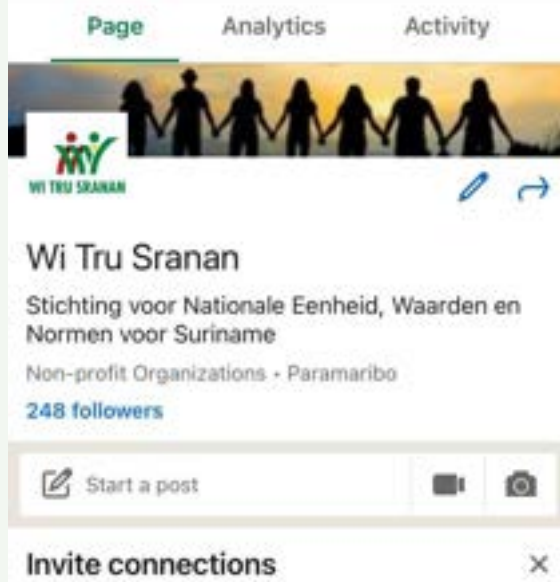 Page Analytics Activity
WI TRU SRANAN
Wi Tru Sranan
Stichting voor Nationale Eenheid, Waarden en
Normen voor Suriname
Non-profit Organizations • Paramaribo
248 followers
Start a post
Invite connections